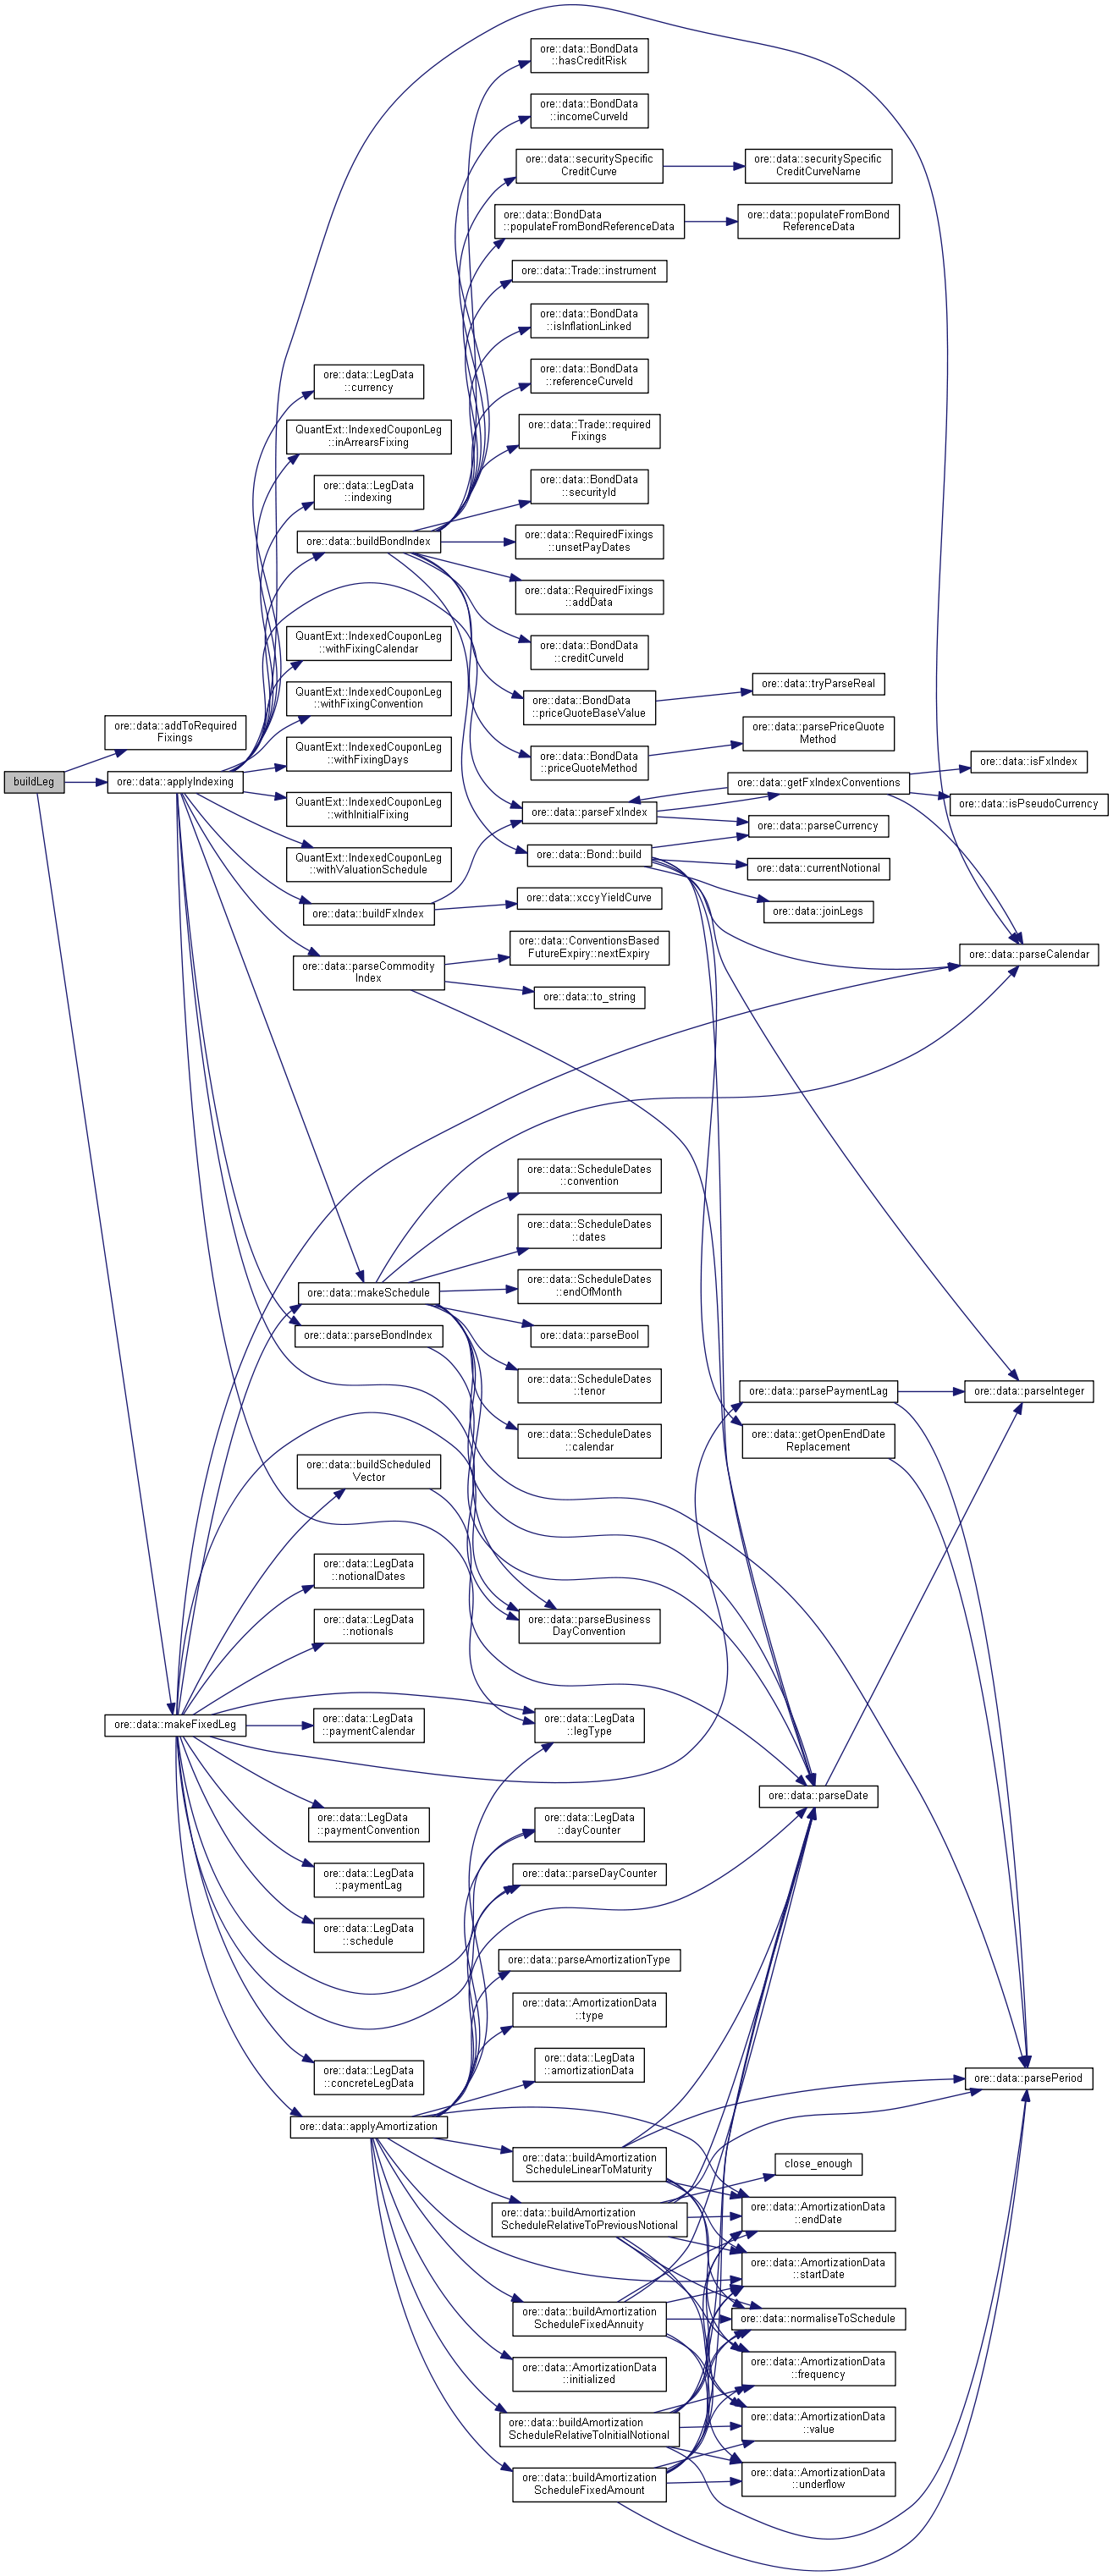 ore::data::BondData
::hasCreditRisk
ore::data::BondData
::incomeCurveId
ore::data::securitySpecific
CreditCurve
ore::data::securitySpecific
CreditCurveName
ore::data::BondData
::populateFromBondReferenceData
ore::data::populateFromBond
ReferenceData
ore::data::Trade::instrument
ore::data::BondData
::isInflationLinked
ore::data::LegData
::currency
ore::data::BondData
::referenceCurveId
QuantExt::IndexedCouponLeg
::inArrearsFixing
ore::data::Trade::required
Fixings
ore::data::LegData
::indexing
ore::data::BondData
::securityId
ore::data::buildBondIndex
ore::data::RequiredFixings
::unsetPayDates
ore::data::RequiredFixings
::addData
QuantExt::IndexedCouponLeg
::withFixingCalendar
ore::data::BondData
::creditCurveId
ore::data::tryParseReal
QuantExt::IndexedCouponLeg
::withFixingConvention
ore::data::BondData
::priceQuoteBaseValue
ore::data::addToRequired
Fixings
ore::data::parsePriceQuote
Method
QuantExt::IndexedCouponLeg
::withFixingDays
ore::data::BondData
::priceQuoteMethod
ore::data::isFxIndex
buildLeg
ore::data::applyIndexing
ore::data::getFxIndexConventions
QuantExt::IndexedCouponLeg
::withInitialFixing
ore::data::parseFxIndex
ore::data::isPseudoCurrency
ore::data::parseCurrency
QuantExt::IndexedCouponLeg
::withValuationSchedule
ore::data::Bond::build
ore::data::currentNotional
ore::data::buildFxIndex
ore::data::xccyYieldCurve
ore::data::joinLegs
ore::data::parseCommodity
Index
ore::data::ConventionsBased
FutureExpiry::nextExpiry
ore::data::parseCalendar
ore::data::to_string
ore::data::ScheduleDates
::convention
ore::data::ScheduleDates
::dates
ore::data::makeSchedule
ore::data::ScheduleDates
::endOfMonth
ore::data::parseBondIndex
ore::data::parseBool
ore::data::ScheduleDates
::tenor
ore::data::parsePaymentLag
ore::data::parseInteger
ore::data::ScheduleDates
::calendar
ore::data::getOpenEndDate
Replacement
ore::data::buildScheduled
Vector
ore::data::LegData
::notionalDates
ore::data::LegData
::notionals
ore::data::parseBusiness
DayConvention
ore::data::makeFixedLeg
ore::data::LegData
::paymentCalendar
ore::data::LegData
::legType
ore::data::parseDate
ore::data::LegData
::paymentConvention
ore::data::LegData
::dayCounter
ore::data::LegData
::paymentLag
ore::data::parseDayCounter
ore::data::LegData
::schedule
ore::data::parseAmortizationType
ore::data::AmortizationData
::type
ore::data::LegData
::concreteLegData
ore::data::LegData
::amortizationData
ore::data::parsePeriod
ore::data::applyAmortization
ore::data::buildAmortization
ScheduleLinearToMaturity
close_enough
ore::data::buildAmortization
ScheduleRelativeToPreviousNotional
ore::data::AmortizationData
::endDate
ore::data::AmortizationData
::startDate
ore::data::buildAmortization
ScheduleFixedAnnuity
ore::data::normaliseToSchedule
ore::data::AmortizationData
::initialized
ore::data::AmortizationData
::frequency
ore::data::buildAmortization
ScheduleRelativeToInitialNotional
ore::data::AmortizationData
::value
ore::data::buildAmortization
ScheduleFixedAmount
ore::data::AmortizationData
::underflow